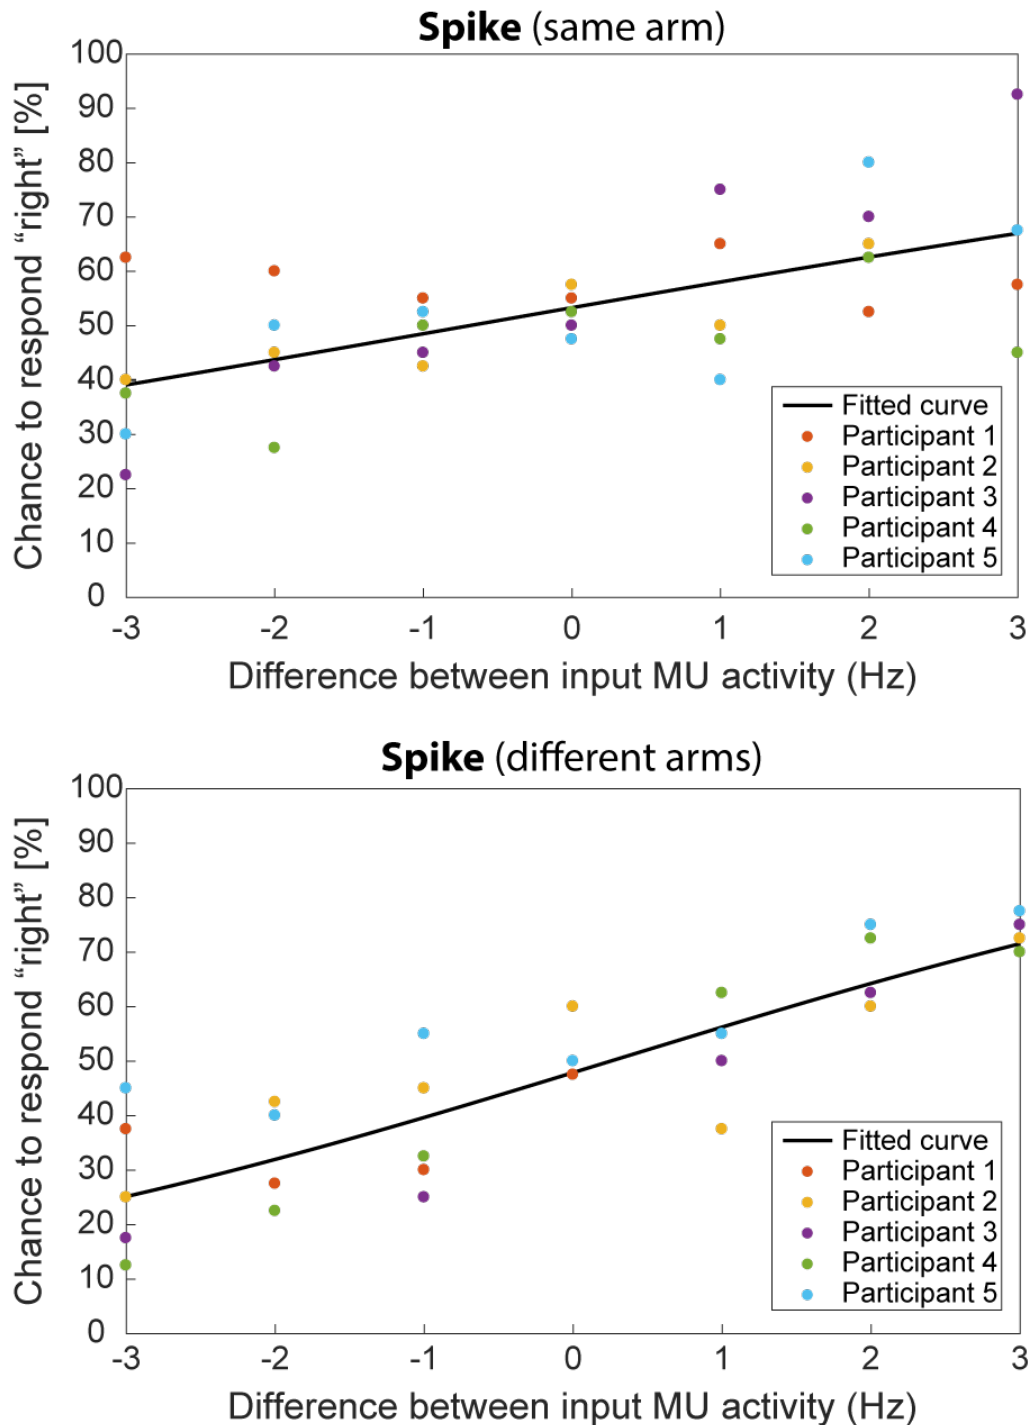 Spike (same arm)
Chance to respond “right” [%]
100
90
80
70
60
50
40
30
20
10
0
-3 -2 -1 0 1 2 3
Fitted curve
Participant 1
Participant 2
Participant 3
Participant 4
Participant 5
Difference between input MU activity (Hz)
Spike (different arms)
Chance to respond “right” [%]
100
90
80
70
60
50
40
30
20
10
0
-3 -2 -1 0 1 2 3
Fitted curve
Participant 1
Participant 2
Participant 3
Participant 4
Participant 5
Difference between input MU activity (Hz)